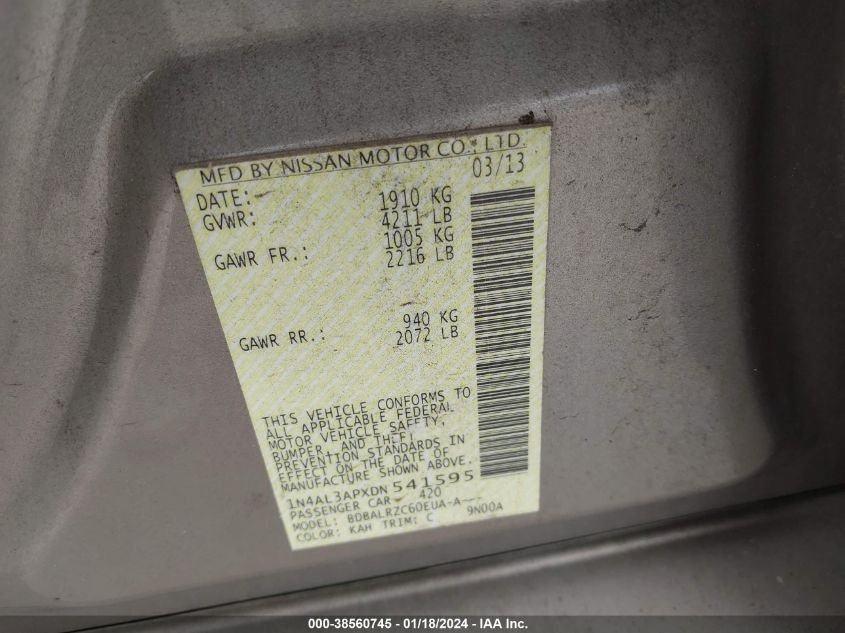 MFD BY NISSAN MOTOR CO., LTD.
DATE: 03/13
GVWR: 1910 KG
4211 LB
GAWR FR.: 1005 KG
2216 LB
GAWR RR.: 940 KG
2072 LB
THIS VEHICLE CONFORMS TO
ALL APPLICABLE FEDERAL
MOTOR VEHICLE SAFETY,
BUMPER, AND THEFT
PREVENTION STANDARDS IN
EFFECT ON THE DATE OF
MANUFACTURE SHOWN ABOVE.
1N4AL3APXDN 541595
PASSENGER CAR 420
MODEL: BDBALRZC60EUA-A---
COLOR: KAH TRIM: C 9N00A
000-38560745 - 01/18/2024 - IAA Inc.